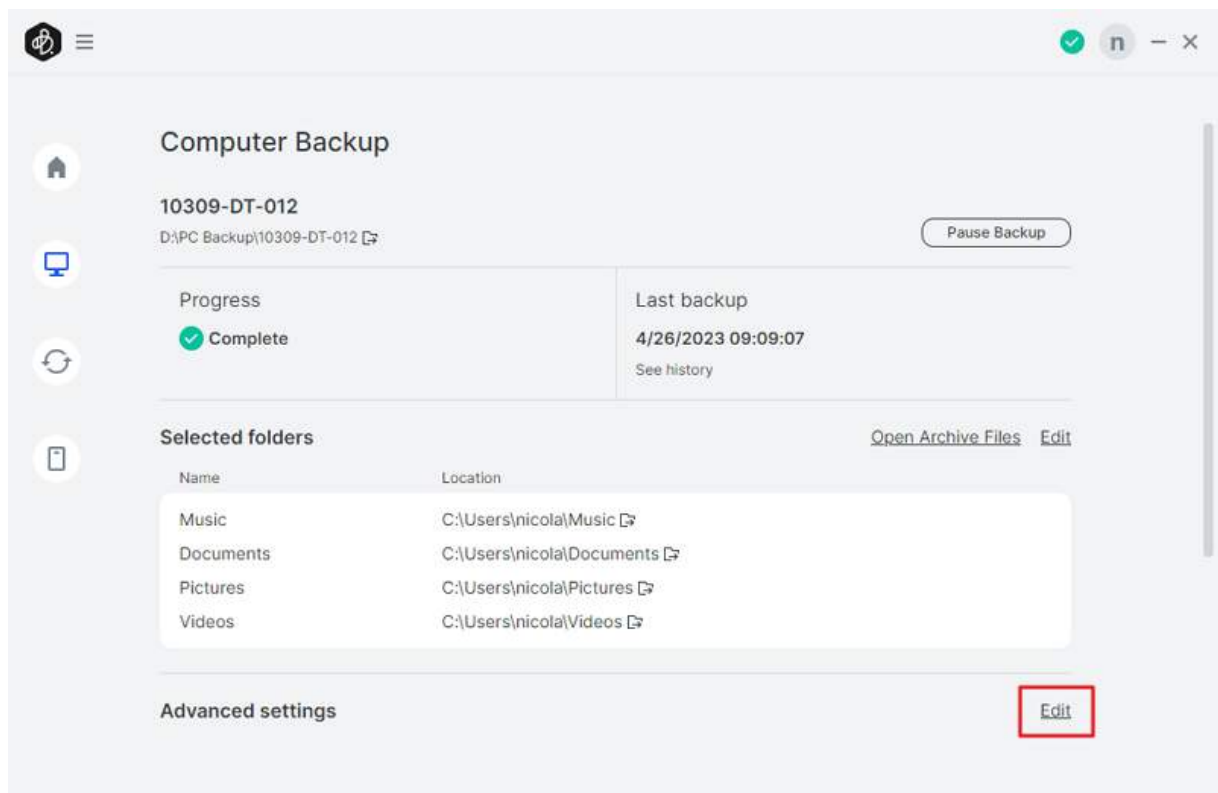 n
Computer Backup
10309-DT-012
D:\PC Backup\10309-DT-012
Pause Backup
Progress
Complete
Last backup
4/26/2023 09:09:07
See history
Selected folders
Open Archive Files Edit
Name Location
Music C:\Users\nicola\Music
Documents C:\Users\nicola\Documents
Pictures C:\Users\nicola\Pictures
Videos C:\Users\nicola\Videos
Advanced settings Edit